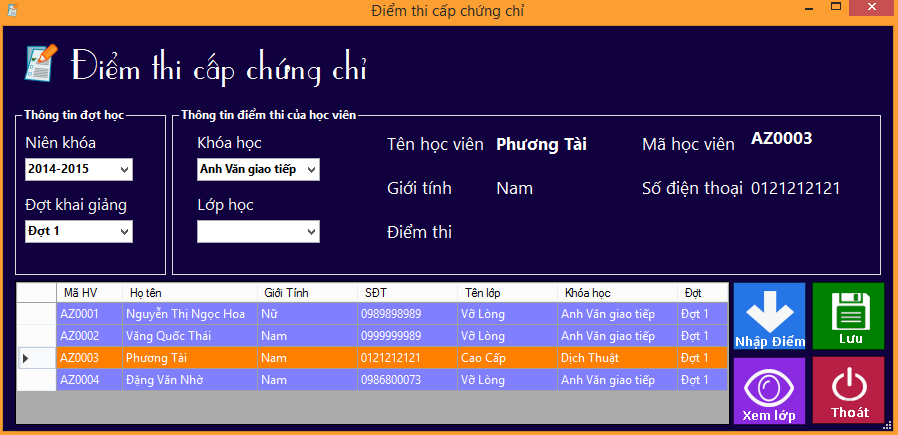 Điểm thi cấp chứng chỉ
Điểm thi cấp chứng chỉ
Thông tin đợt học
Niên khóa
2014-2015
Đợt khai giảng
Đợt 1
Thông tin điểm thi của học viên
Khóa học
Anh Văn giao tiếp
Lớp học
Tên học viên Phương Tài Mã học viên AZ0003
Giới tính Nam Số điện thoại 0121212121
Điểm thi
Mã HV Họ tên Giới Tính SĐT Tên lớp Khóa học Đợt
AZ0001 Nguyễn Thị Ngọc Hoa Nữ 0989898989 Vỡ Lòng Anh Văn giao tiếp Đợt 1
AZ0002 Văng Quốc Thái Nam 0999999989 Vỡ Lòng Anh Văn giao tiếp Đợt 1
AZ0003 Phương Tài Nam 0121212121 Cao Cấp Dịch Thuật Đợt 1
AZ0004 Đặng Văn Nhờ Nam 0986800073 Vỡ Lòng Anh Văn giao tiếp Đợt 1
Nhập Điểm
Lưu
Xem lớp
Thoát